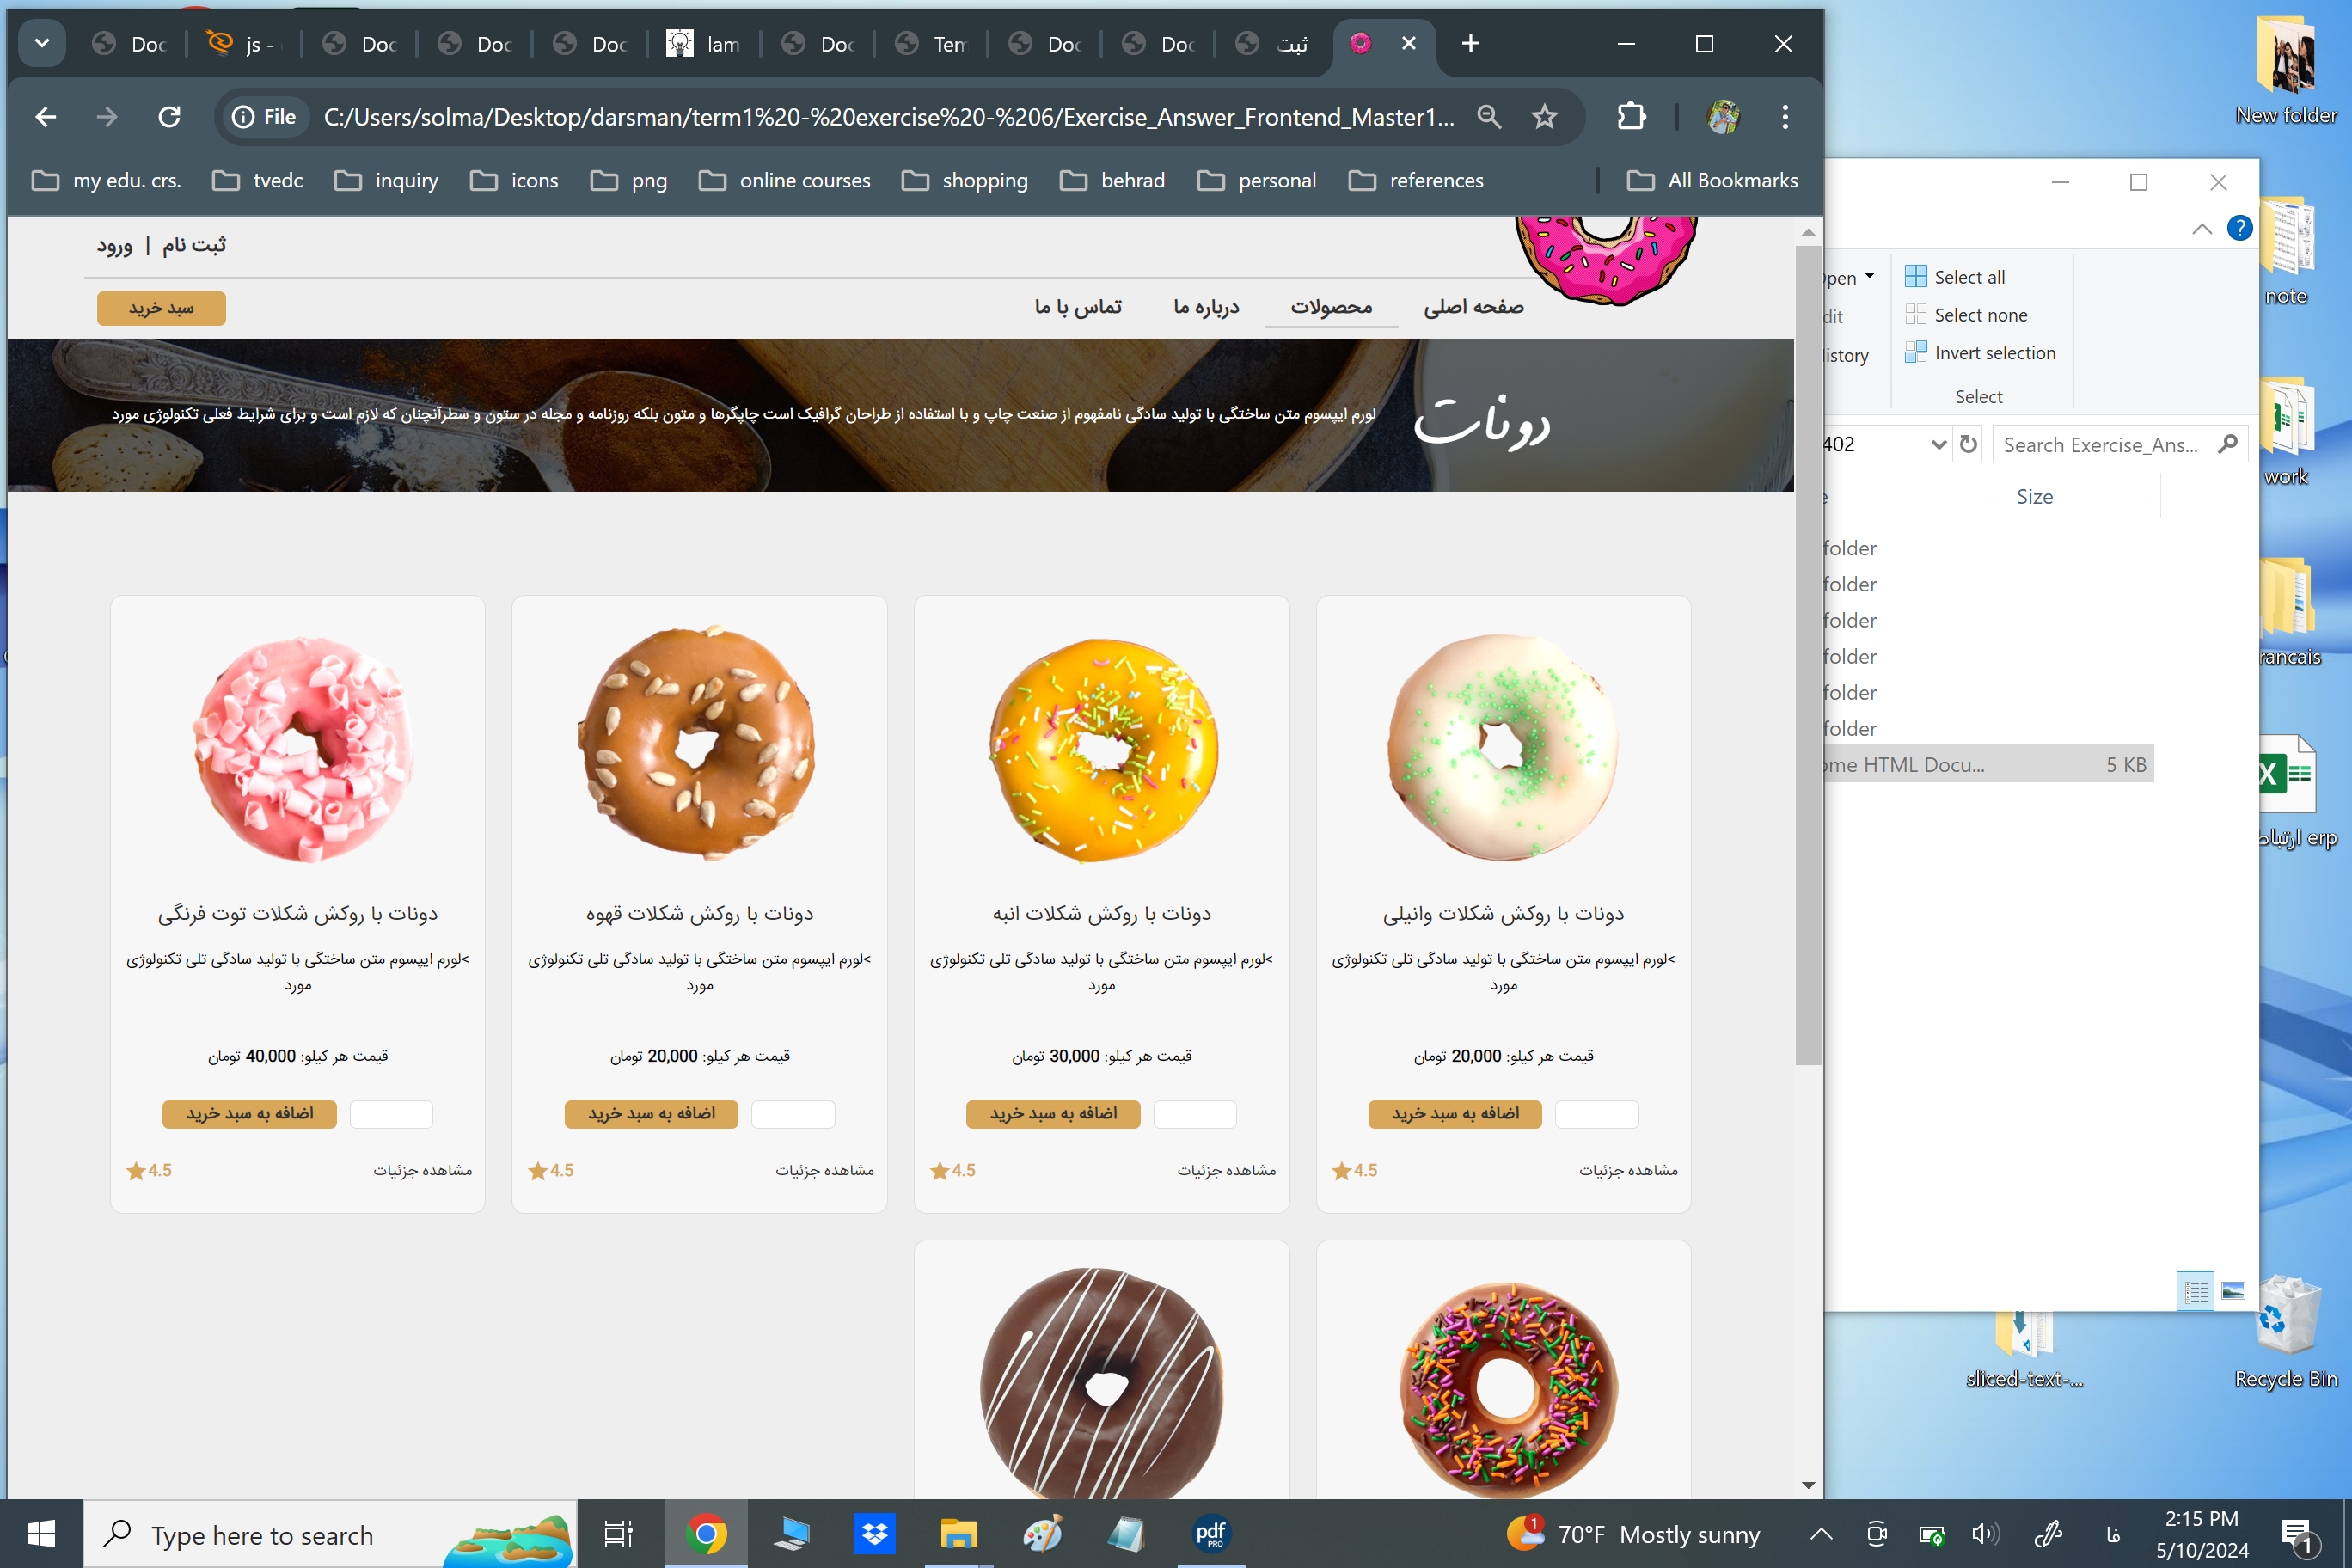 Doc
js -
Doc
Doc
Doc
lam
Doc
Tem
Doc
Doc
ثبت
File
C:/Users/solma/Desktop/darsman/term1%20-%20exercise%20-%206/Exercise_Answer_Frontend_Master1...
my edu. crs.
tvedc
inquiry
icons
png
online courses
shopping
behrad
personal
references
All Bookmarks
ثبت نام | ورود
صفحه اصلی
محصولات
درباره ما
تماس با ما
سبد خرید
دونات
لورم ایپسوم متن ساختگی با تولید سادگی نامفهوم از صنعت چاپ و با استفاده از طراحان گرافیک است چاپگرها و متون بلکه روزنامه و مجله در ستون و سطرآنچنان که لازم است و برای شرایط فعلی تکنولوژی مورد
دونات با روکش شکلات وانیلی
>لورم ایپسوم متن ساختگی با تولید سادگی تلی تکنولوژی
مورد
قیمت هر کیلو: 20,000 تومان
اضافه به سبد خرید
مشاهده جزئیات
4.5
دونات با روکش شکلات انبه
>لورم ایپسوم متن ساختگی با تولید سادگی تلی تکنولوژی
مورد
قیمت هر کیلو: 30,000 تومان
اضافه به سبد خرید
مشاهده جزئیات
4.5
دونات با روکش شکلات قهوه
>لورم ایپسوم متن ساختگی با تولید سادگی تلی تکنولوژی
مورد
قیمت هر کیلو: 20,000 تومان
اضافه به سبد خرید
مشاهده جزئیات
4.5
دونات با روکش شکلات توت فرنگی
>لورم ایپسوم متن ساختگی با تولید سادگی تلی تکنولوژی
مورد
قیمت هر کیلو: 40,000 تومان
اضافه به سبد خرید
مشاهده جزئیات
4.5
pen
dit
istory
Select all
Select none
Invert selection
Select
402
Search Exercise_Ans...
Size
folder
folder
folder
folder
folder
folder
ome HTML Docu...
5 KB
New folder
note
work
rancais
ارتباط erp
sliced-text-...
Recycle Bin
Type here to search
pdf
PRO
1
70°F Mostly sunny
فا
2:15 PM
5/10/2024
1